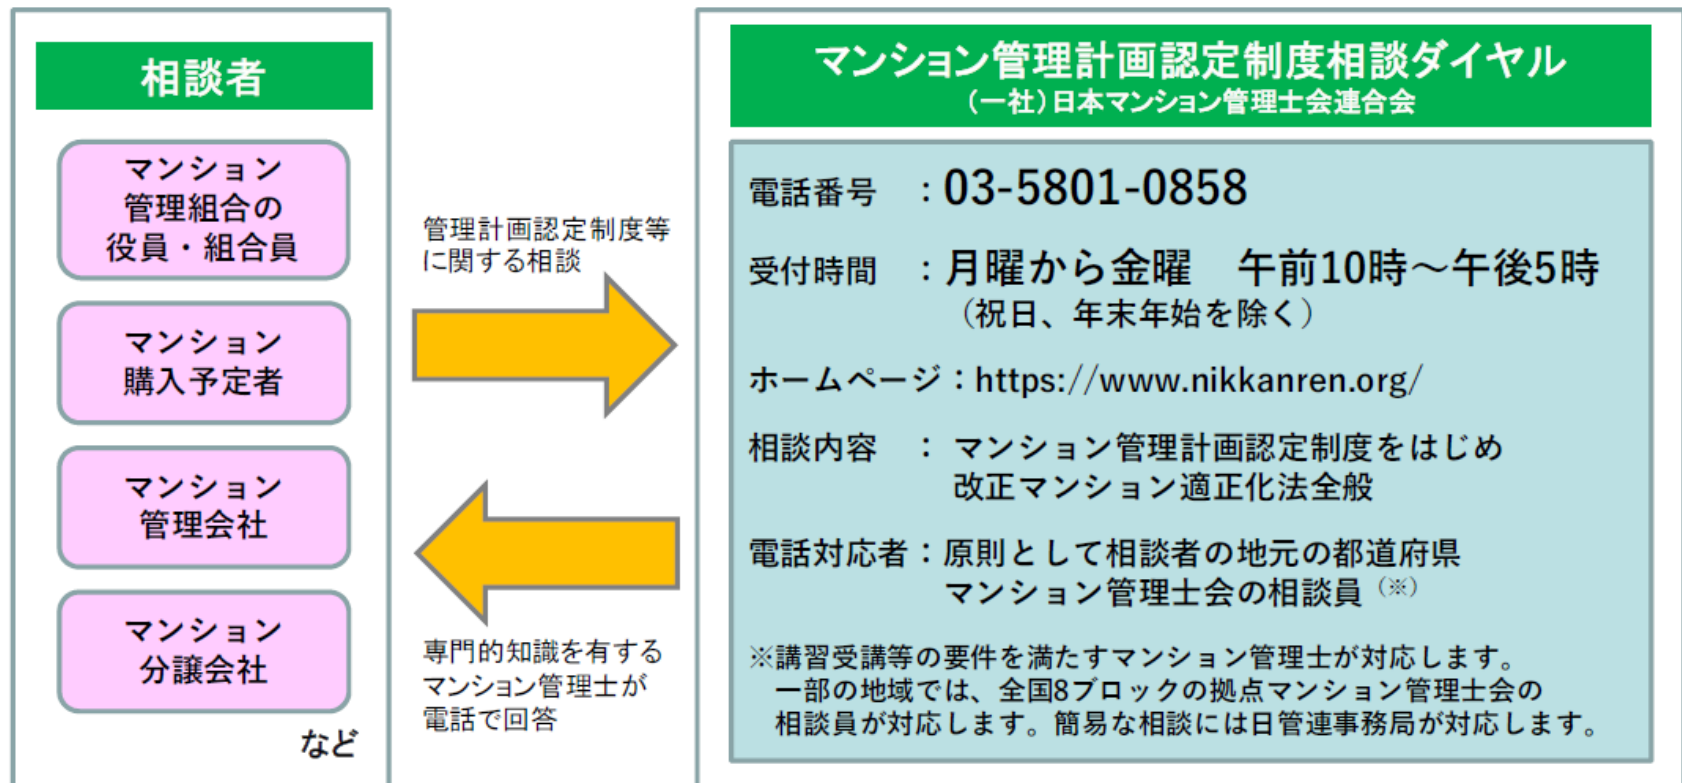 相談者
マンション
管理組合の
役員・組合員
マンション
購入予定者
マンション
管理会社
マンション
分譲会社
など
管理計画認定制度等
に関する相談
専門的知識を有する
マンション管理士が
電話で回答
マンション管理計画認定制度相談ダイヤル
(一社)日本マンション管理士会連合会
電話番号 :03-5801-0858
受付時間 :月曜から金曜 午前10時～午後5時
(祝日、年末年始を除く)
ホームページ:https://www.nikkanren.org/
相談内容 : マンション管理計画認定制度をはじめ
改正マンション適正化法全般
電話対応者:原則として相談者の地元の都道府県
マンション管理士会の相談員(※)
※講習受講等の要件を満たすマンション管理士が対応します。
一部の地域では、全国8ブロックの拠点マンション管理士会の
相談員が対応します。簡易な相談には日管連事務局が対応します。